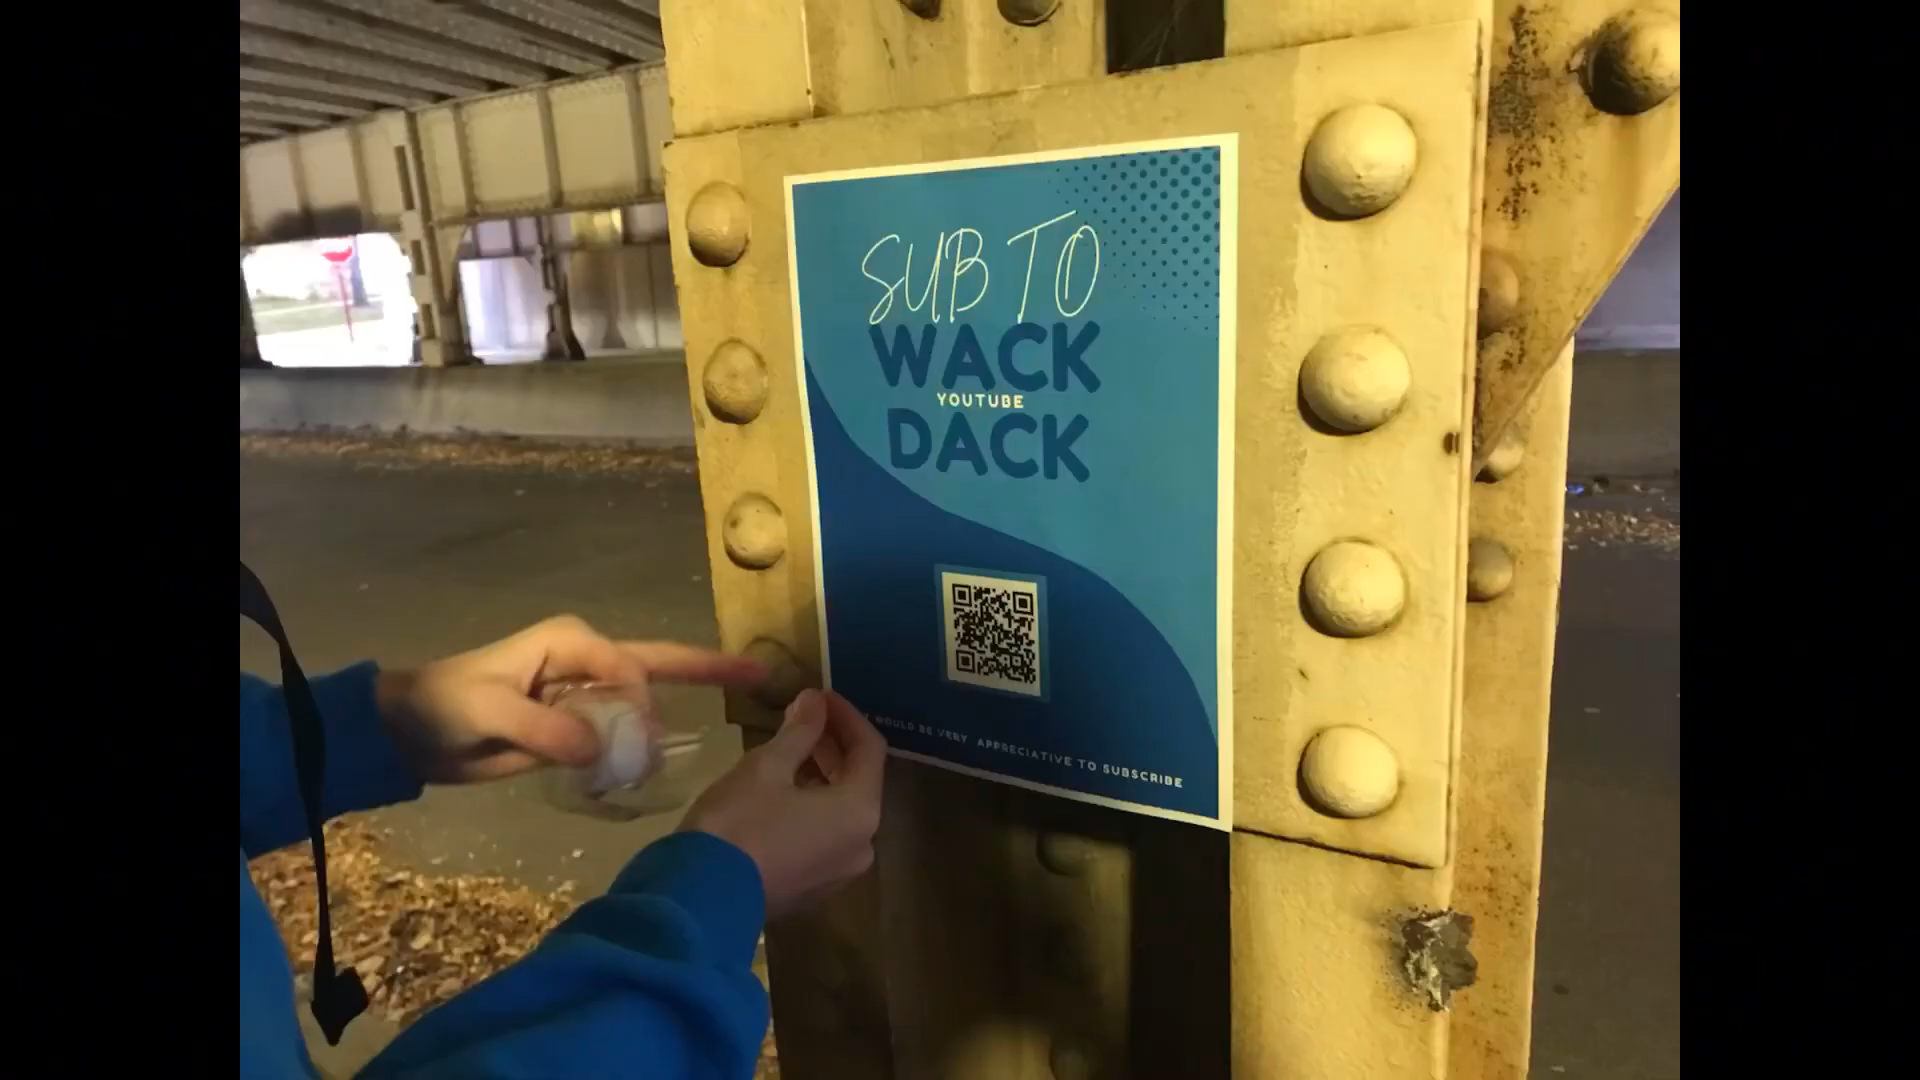 SUB TO
WACK
YOUTUBE
DACK
WOULD BE VERY APPRECIATIVE TO SUBSCRIBE